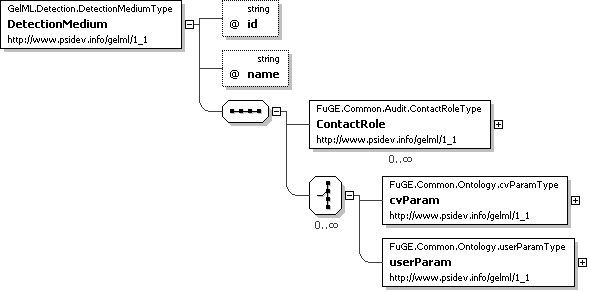 GelML.Detection.DetectionMediumType
DetectionMedium
http://www.psidev.info/gelml/1_1
string
@ id
string
@ name
FuGE.Common.Audit.ContactRoleType
ContactRole
http://www.psidev.info/gelml/1_1
0..∞
0..∞
FuGE.Common.Ontology.cvParamType
cvParam
http://www.psidev.info/gelml/1_1
FuGE.Common.Ontology.userParamType
userParam
http://www.psidev.info/gelml/1_1